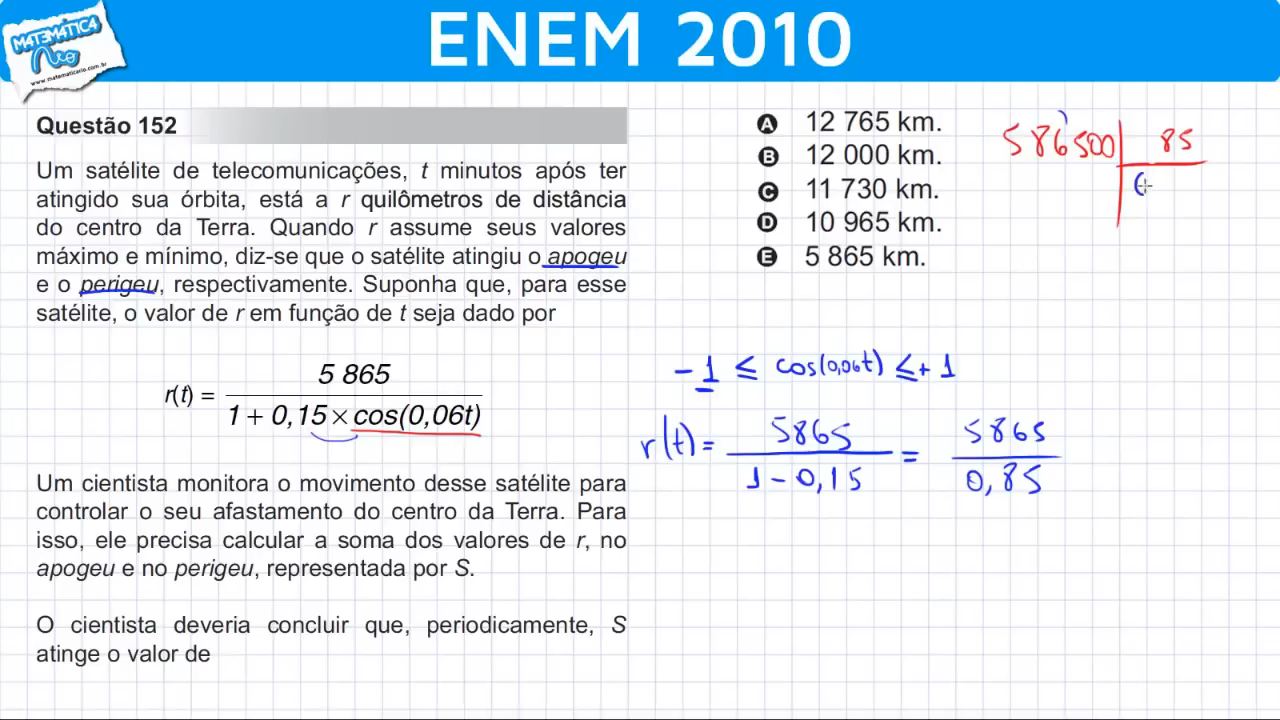 ENEM 2010
MATEMÁTICA
Rio
www.matematicario.com.br
Questão 152
Um satélite de telecomunicações, t minutos após ter
atingido sua órbita, está a r quilômetros de distância
do centro da Terra. Quando r assume seus valores
máximo e mínimo, diz-se que o satélite atingiu o apogeu
e o perigeu, respectivamente. Suponha que, para esse
satélite, o valor de r em função de t seja dado por
5 865
r(t) =
1 + 0,15 × cos(0,06t)
Um cientista monitora o movimento desse satélite para
controlar o seu afastamento do centro da Terra. Para
isso, ele precisa calcular a soma dos valores de r, no
apogeu e no perigeu, representada por S.
O cientista deveria concluir que, periodicamente, S
atinge o valor de
A 12 765 km.
B 12 000 km.
C 11 730 km.
D 10 965 km.
E 5 865 km.
586500 85
-1 ≤ cos(0,06t) ≤ +1
r(t) = 5865 = 5865
1 - 0,15 0,85